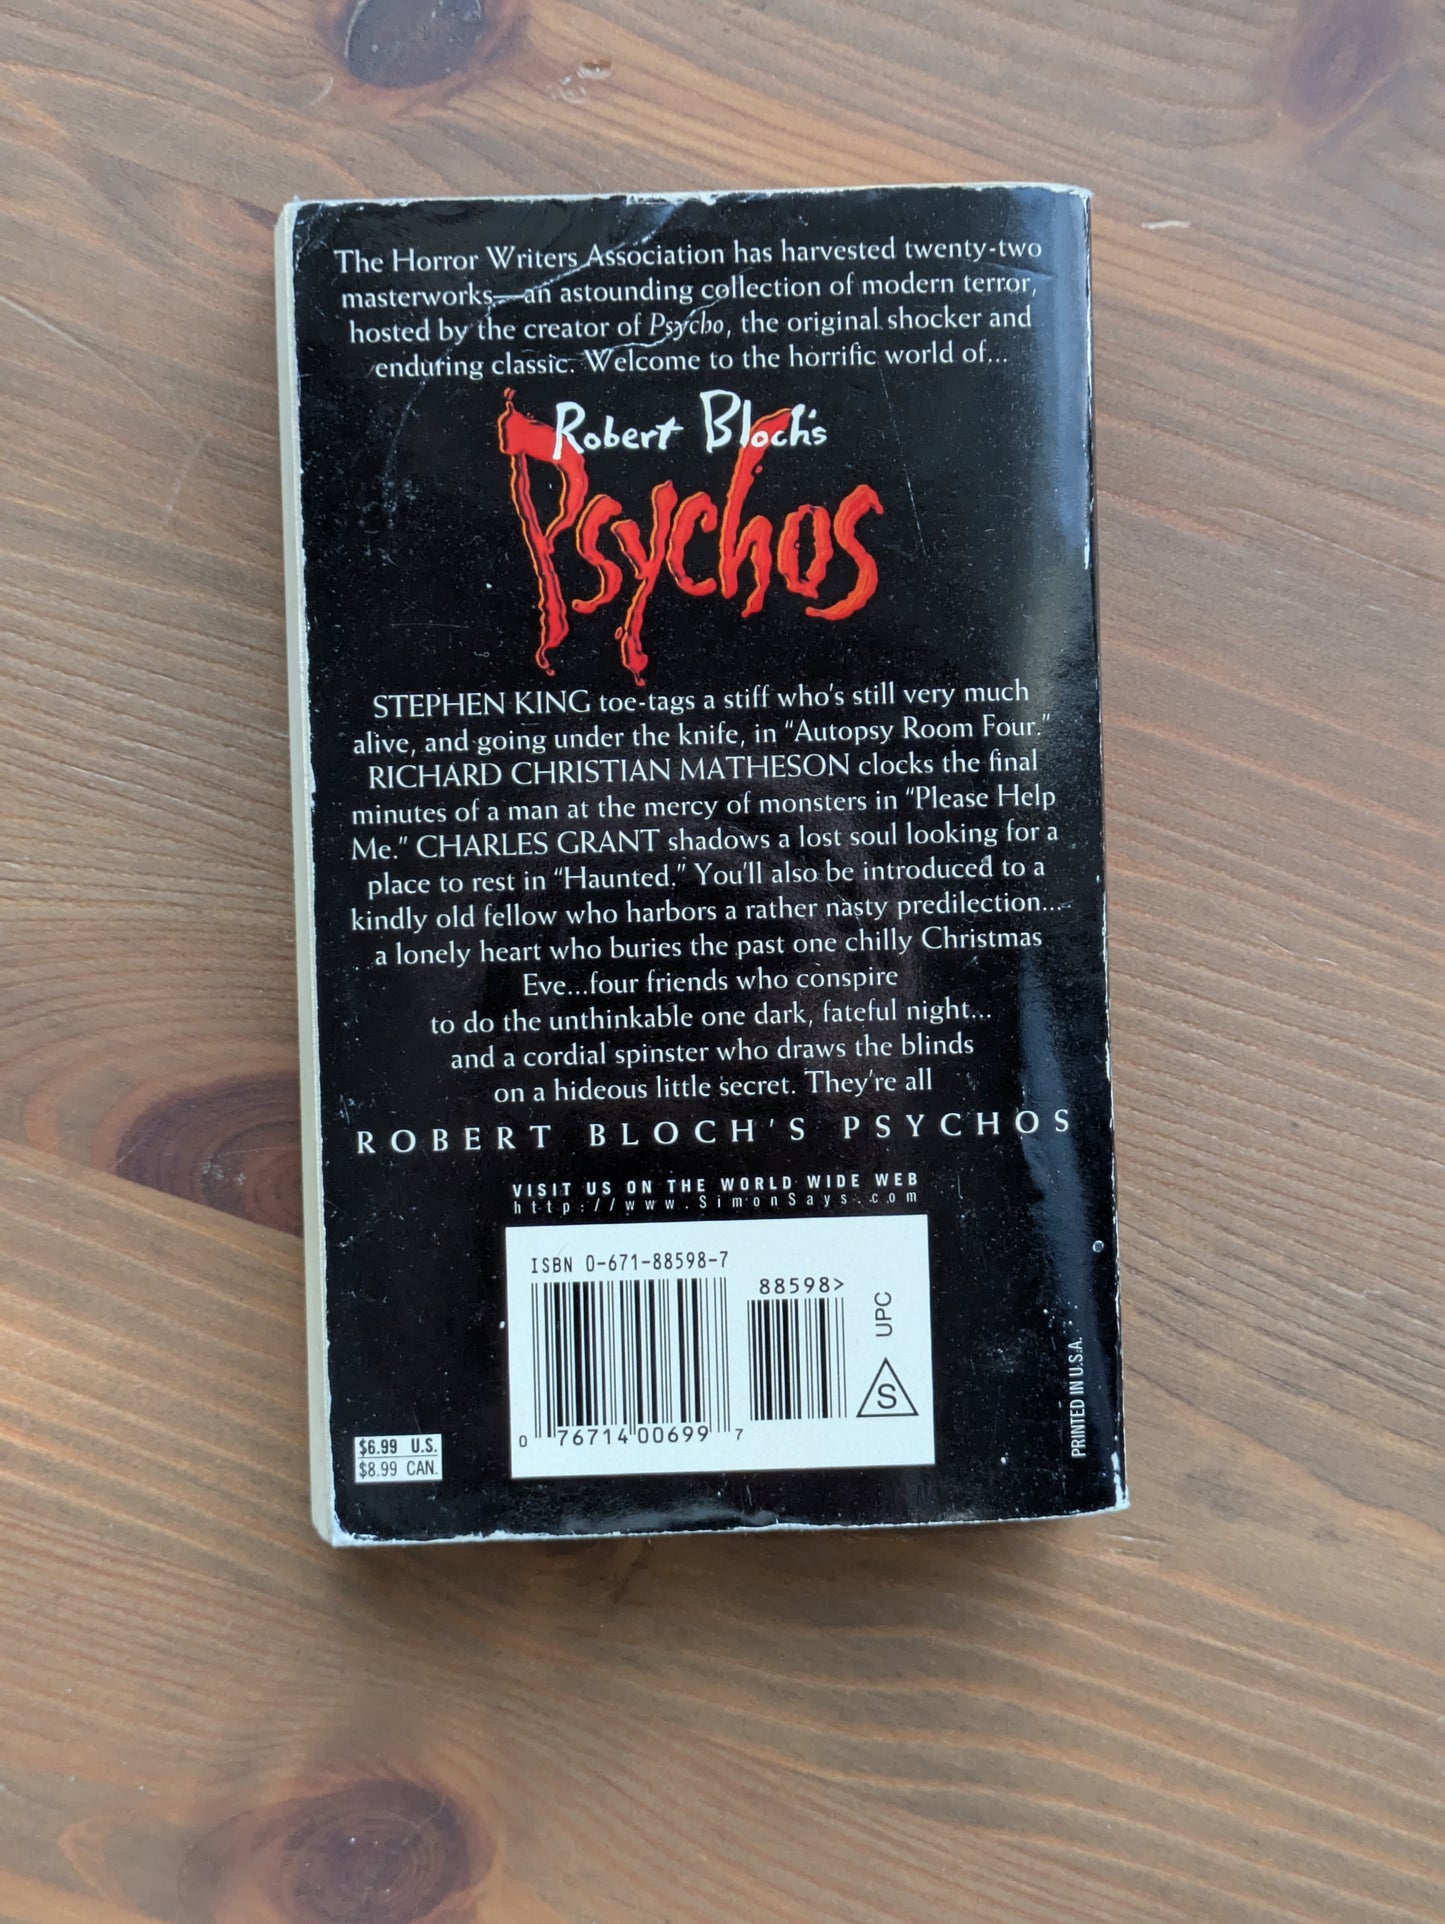 The Horror Writers Association has harvested twenty-two
masterworks—an astounding collection of modern terror,
hosted by the creator of Psycho, the original shocker and
enduring classic. Welcome to the horrific world of...
Robert Bloch's
Psychos
STEPHEN KING toe-tags a stiff who's still very much
alive, and going under the knife, in “Autopsy Room Four.”
RICHARD CHRISTIAN MATHESON clocks the final
minutes of a man at the mercy of monsters in “Please Help
Me.” CHARLES GRANT shadows a lost soul looking for a
place to rest in “Haunted.” You'll also be introduced to a
kindly old fellow who harbors a rather nasty predilection...
a lonely heart who buries the past one chilly Christmas
Eve...four friends who conspire
to do the unthinkable one dark, fateful night...
and a cordial spinster who draws the blinds
on a hideous little secret. They're all
ROBERT BLOCH'S PSYCHOS
VISIT US ON THE WORLD WIDE WEB
http://www.SimonSays.com
ISBN 0-671-88598-7
88598>
UPC
S
0 76714 00699 7
$6.99 U.S.
$8.99 CAN.
PRINTED IN U.S.A.